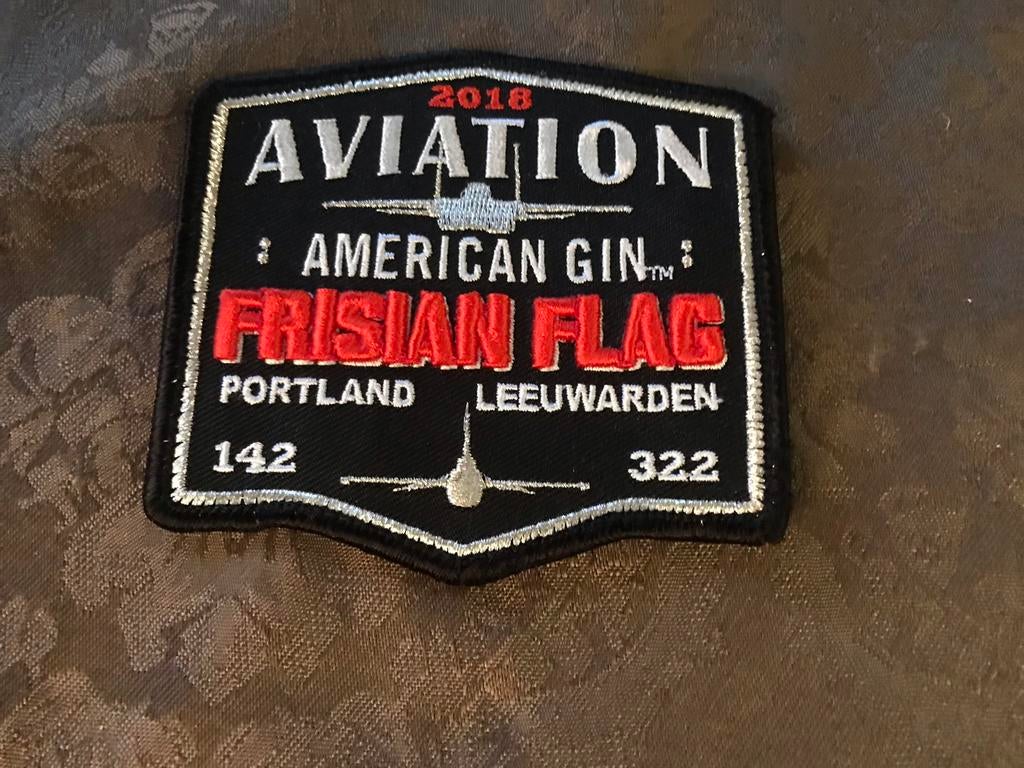 2018
AVIATION
: AMERICAN GIN™ :
FRISIAN FLAG
PORTLAND LEEUWARDEN
142 322